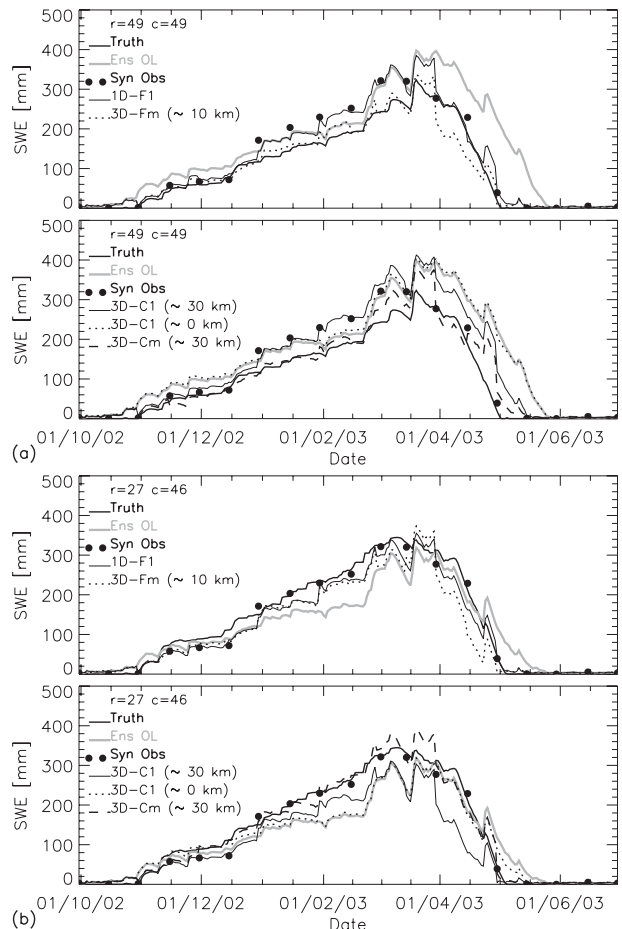 r=49 c=49
Truth
Ens OL
Syn Obs
1D-F1
3D-Fm (~ 10 km)
SWE [mm]
500
400
300
200
100
0
r=49 c=49
Truth
Ens OL
Syn Obs
3D-C1 (~ 30 km)
3D-C1 (~ 0 km)
3D-Cm (~ 30 km)
SWE [mm]
500
400
300
200
100
0
01/10/02 01/12/02 01/02/03 01/04/03 01/06/03
(a) Date
r=27 c=46
Truth
Ens OL
Syn Obs
1D-F1
3D-Fm (~ 10 km)
SWE [mm]
500
400
300
200
100
0
r=27 c=46
Truth
Ens OL
Syn Obs
3D-C1 (~ 30 km)
3D-C1 (~ 0 km)
3D-Cm (~ 30 km)
SWE [mm]
500
400
300
200
100
0
01/10/02 01/12/02 01/02/03 01/04/03 01/06/03
(b) Date